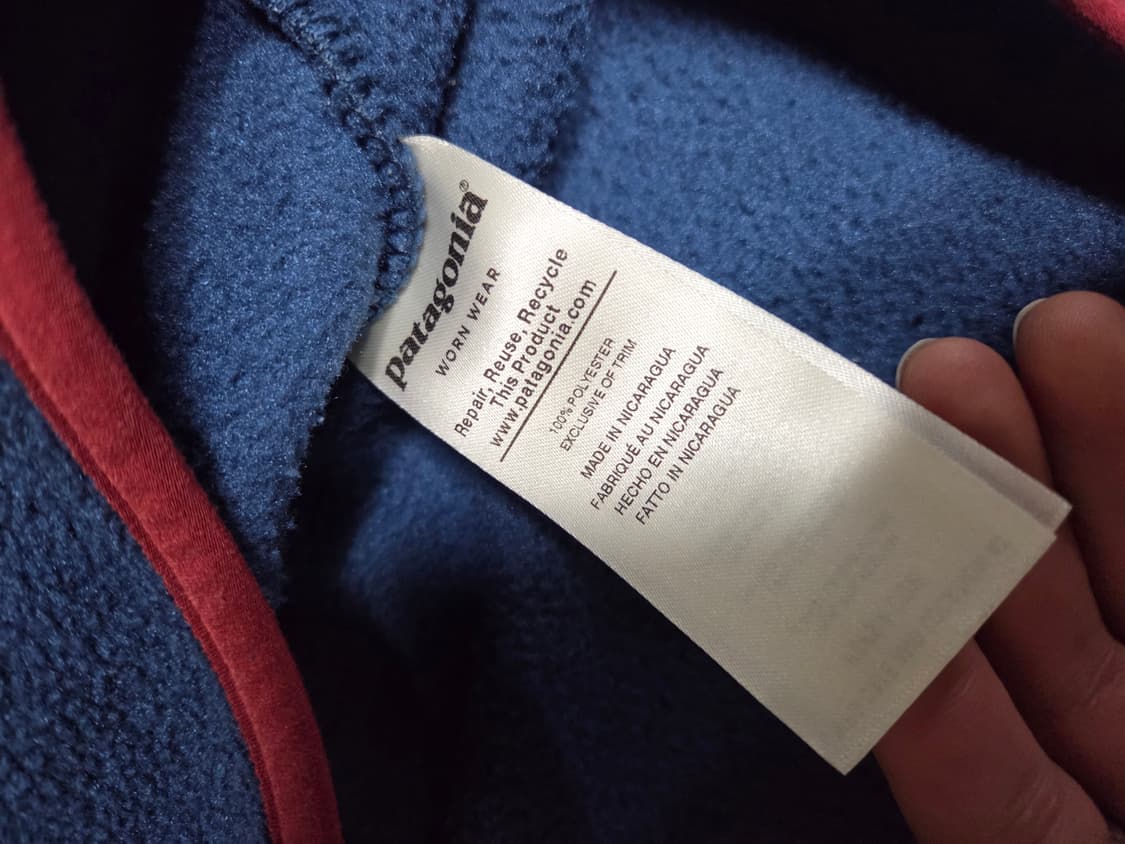 patagonia®
WORN WEAR
Repair, Reuse, Recycle
This Product
www.patagonia.com
100% POLYESTER
EXCLUSIVE OF TRIM
MADE IN NICARAGUA
FABRIQUÉ AU NICARAGUA
HECHO EN NICARAGUA
FATTO IN NICARAGUA